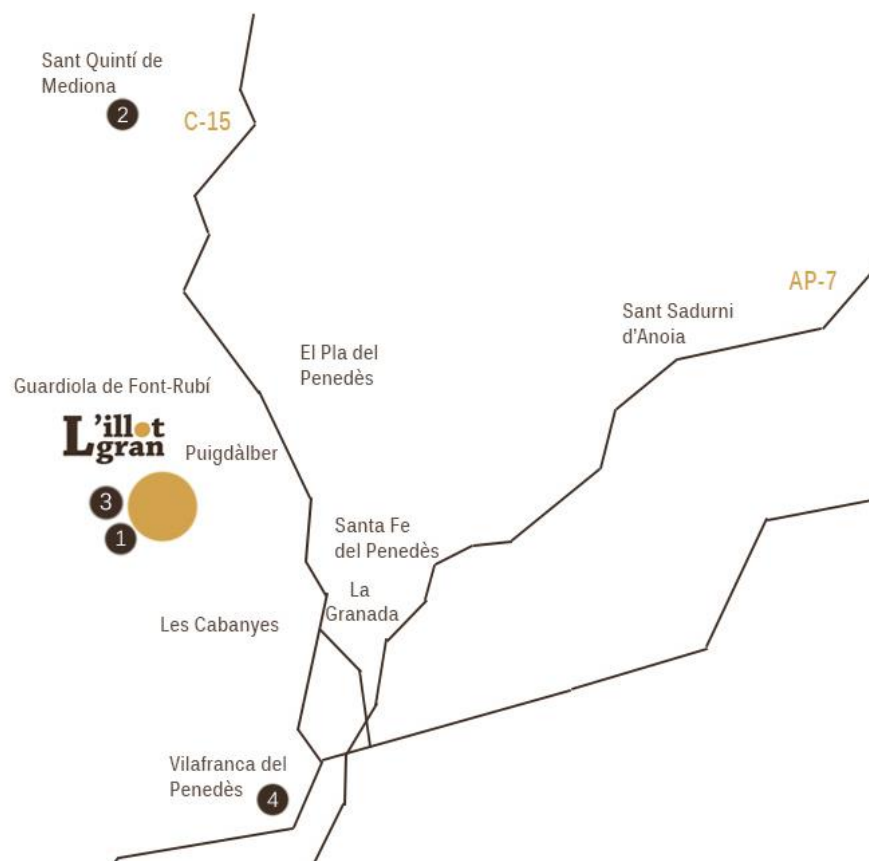 Sant Quintí de
Mediona
2
C-15
AP-7
Sant Sadurni
d'Anoia
El Pla del
Penedès
Guardiola de Font-Rubí
L'illot
gran
Puigdàlber
3
1
Santa Fe
del Penedès
La
Granada
Les Cabanyes
Vilafranca del
Penedès
4